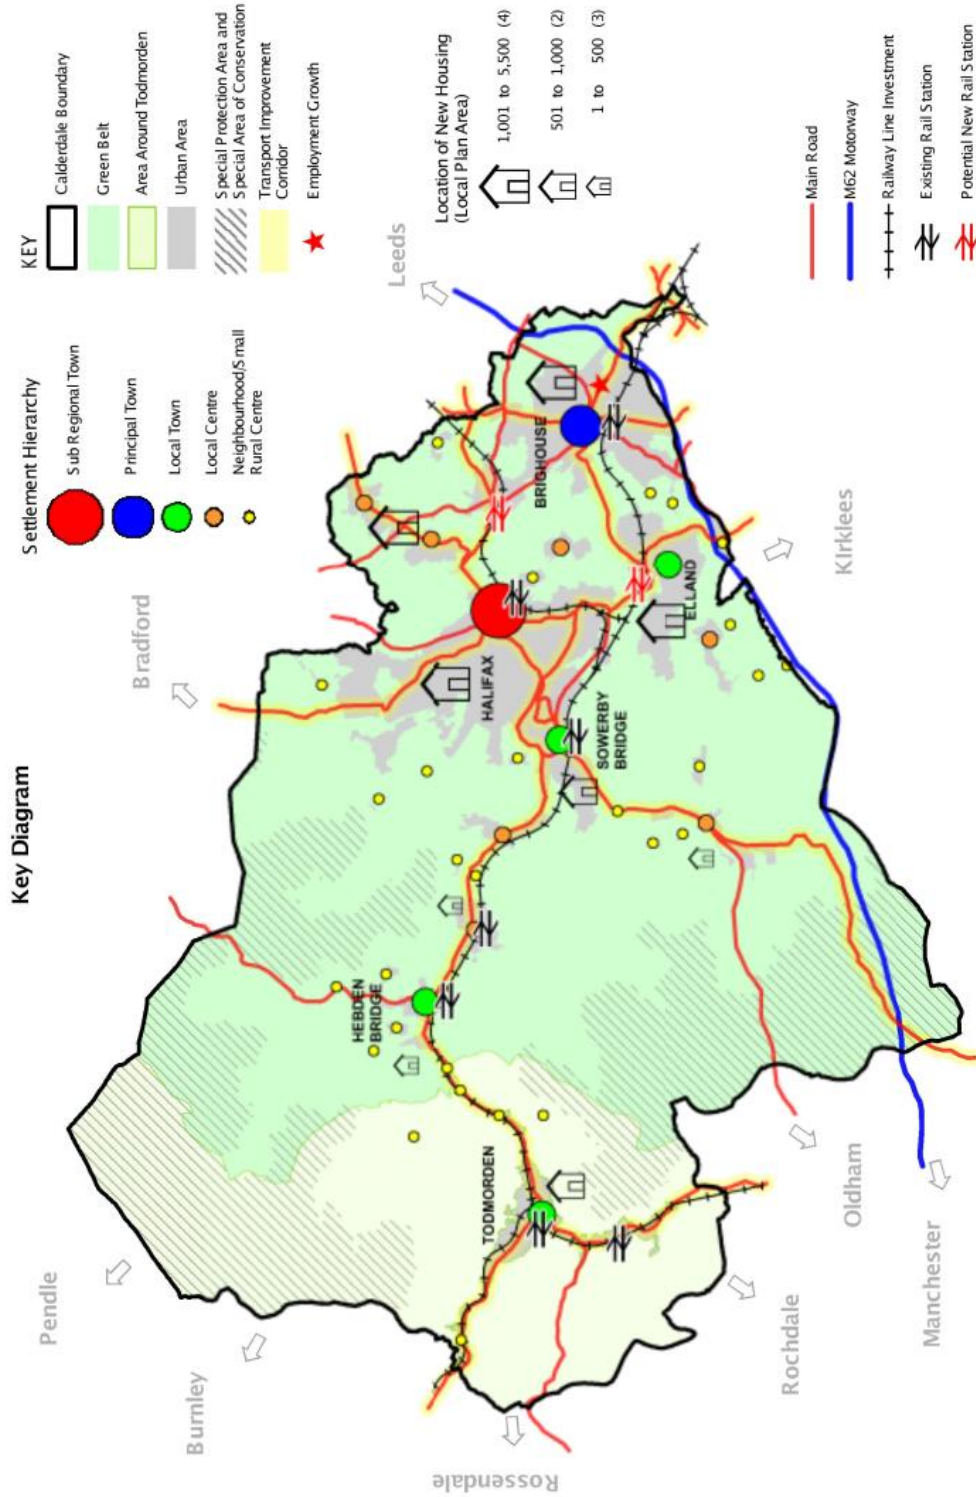 Key Diagram
Settlement Hierarchy
Sub Regional Town
Principal Town
Local Town
Local Centre
Neighbourhood/Small
Rural Centre
KEY
Calderdale Boundary
Green Belt
Area Around Todmorden
Urban Area
Special Protection Area and
Special Area of Conservation
Transport Improvement
Corridor
Employment Growth
Location of New Housing
(Local Plan Area)
1,001 to 5,500 (4)
501 to 1,000 (2)
1 to 500 (3)
Main Road
M62 Motorway
Railway Line Investment
Existing Rail Station
Potential New Rail Station
Pendle
Burnley
Rossendale
Rochdale
Oldham
Manchester
Bradford
Leeds
Kirklees
TODMORDEN
HEBDEN
BRIDGE
HALIFAX
SOWERBY
BRIDGE
ELLAND
BRIGHOUSE